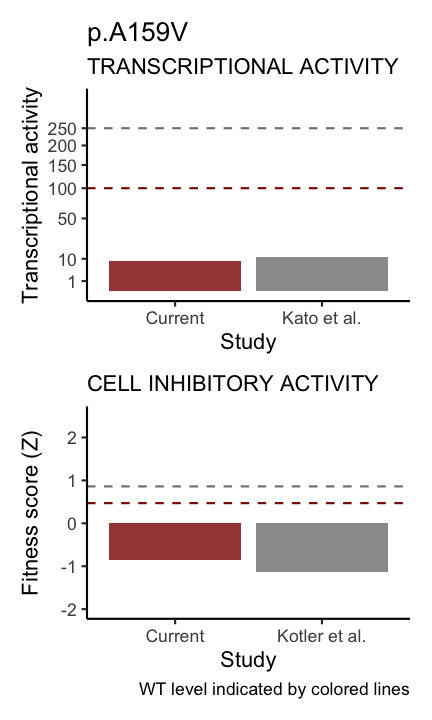 p.A159V
TRANSCRIPTIONAL ACTIVITY
Transcriptional activity
250
200
150
100
50
10
1
Current
Kato et al.
Study
CELL INHIBITORY ACTIVITY
Fitness score (Z)
2
1
0
-1
-2
Current
Kotler et al.
Study
WT level indicated by colored lines